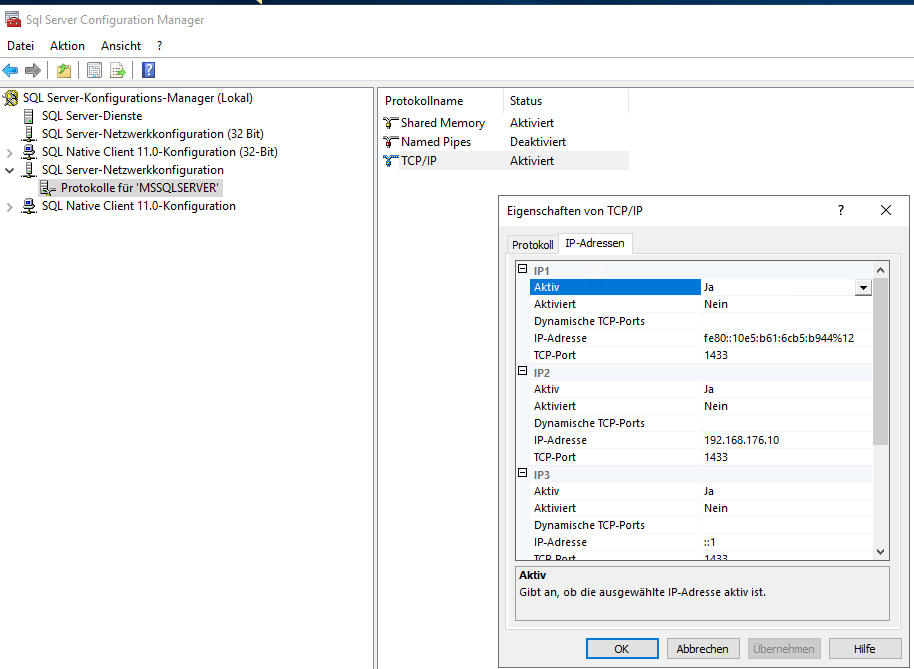 Sql Server Configuration Manager
Datei Aktion Ansicht ?
SQL Server-Konfigurations-Manager (Lokal)
SQL Server-Dienste
SQL Server-Netzwerkkonfiguration (32 Bit)
SQL Native Client 11.0-Konfiguration (32-Bit)
SQL Server-Netzwerkkonfiguration
Protokolle für 'MSSQLSERVER'
SQL Native Client 11.0-Konfiguration
Protokollname Status
Shared Memory Aktiviert
Named Pipes Deaktiviert
TCP/IP Aktiviert
Eigenschaften von TCP/IP ?
Protokoll IP-Adressen
IP1
Aktiv Ja
Aktiviert Nein
Dynamische TCP-Ports
IP-Adresse fe80::10e5:b61:6cb5:b944%12
TCP-Port 1433
IP2
Aktiv Ja
Aktiviert Nein
Dynamische TCP-Ports
IP-Adresse 192.168.176.10
TCP-Port 1433
IP3
Aktiv Ja
Aktiviert Nein
Dynamische TCP-Ports
IP-Adresse ::1
TCP-Port 1433
Aktiv
Gibt an, ob die ausgewählte IP-Adresse aktiv ist.
OK Abbrechen Übernehmen Hilfe